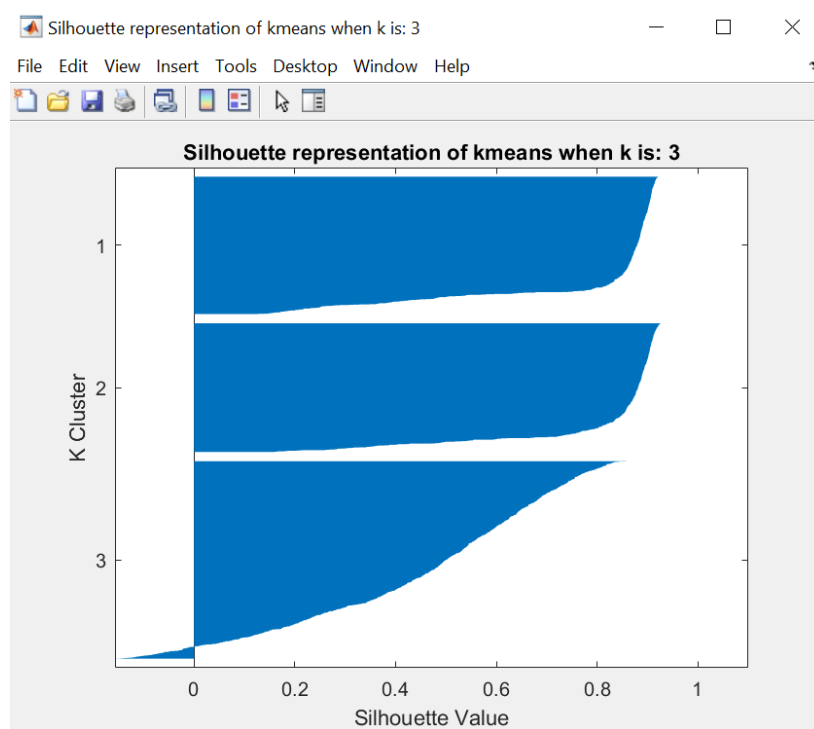 Silhouette representation of kmeans when k is: 3
File Edit View Insert Tools Desktop Window Help
Silhouette representation of kmeans when k is: 3
1
2
3
K Cluster
0 0.2 0.4 0.6 0.8 1
Silhouette Value